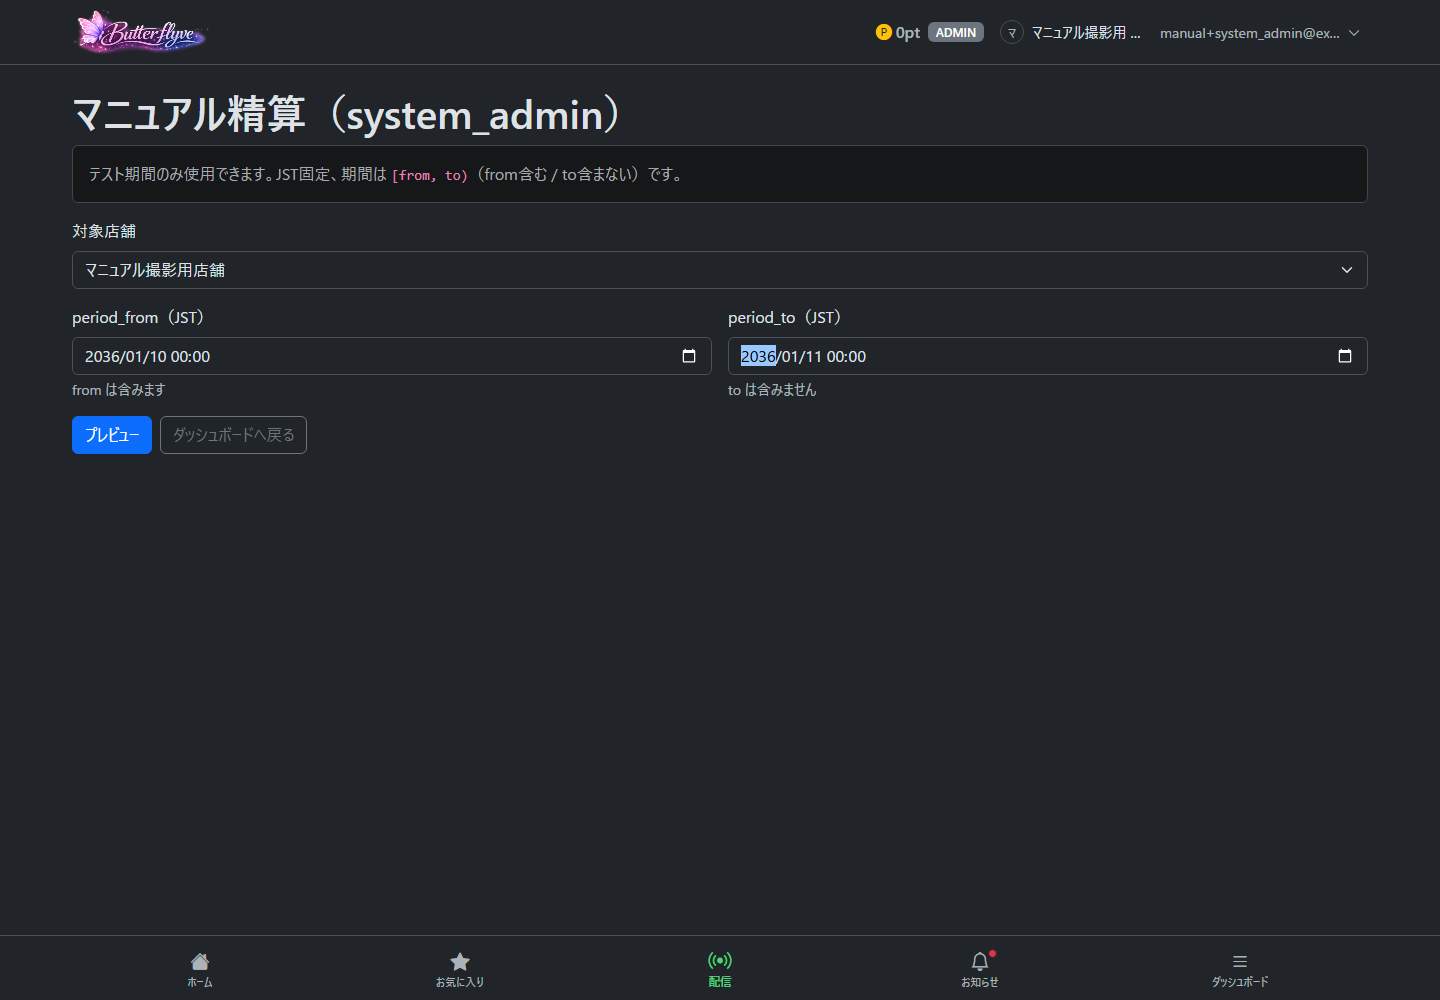 Butterflyve
P 0pt ADMIN マ マニュアル撮影用 ... manual+system_admin@ex...
マニュアル精算（system_admin）
テスト期間のみ使用できます。JST固定、期間は [from, to)（from含む / to含まない）です。
対象店舗
マニュアル撮影用店舗
period_from（JST）
2036/01/10 00:00
from は含みます
period_to（JST）
2036/01/11 00:00
to は含みません
プレビュー ダッシュボードへ戻る
ホーム お気に入り 配信 お知らせ ダッシュボード